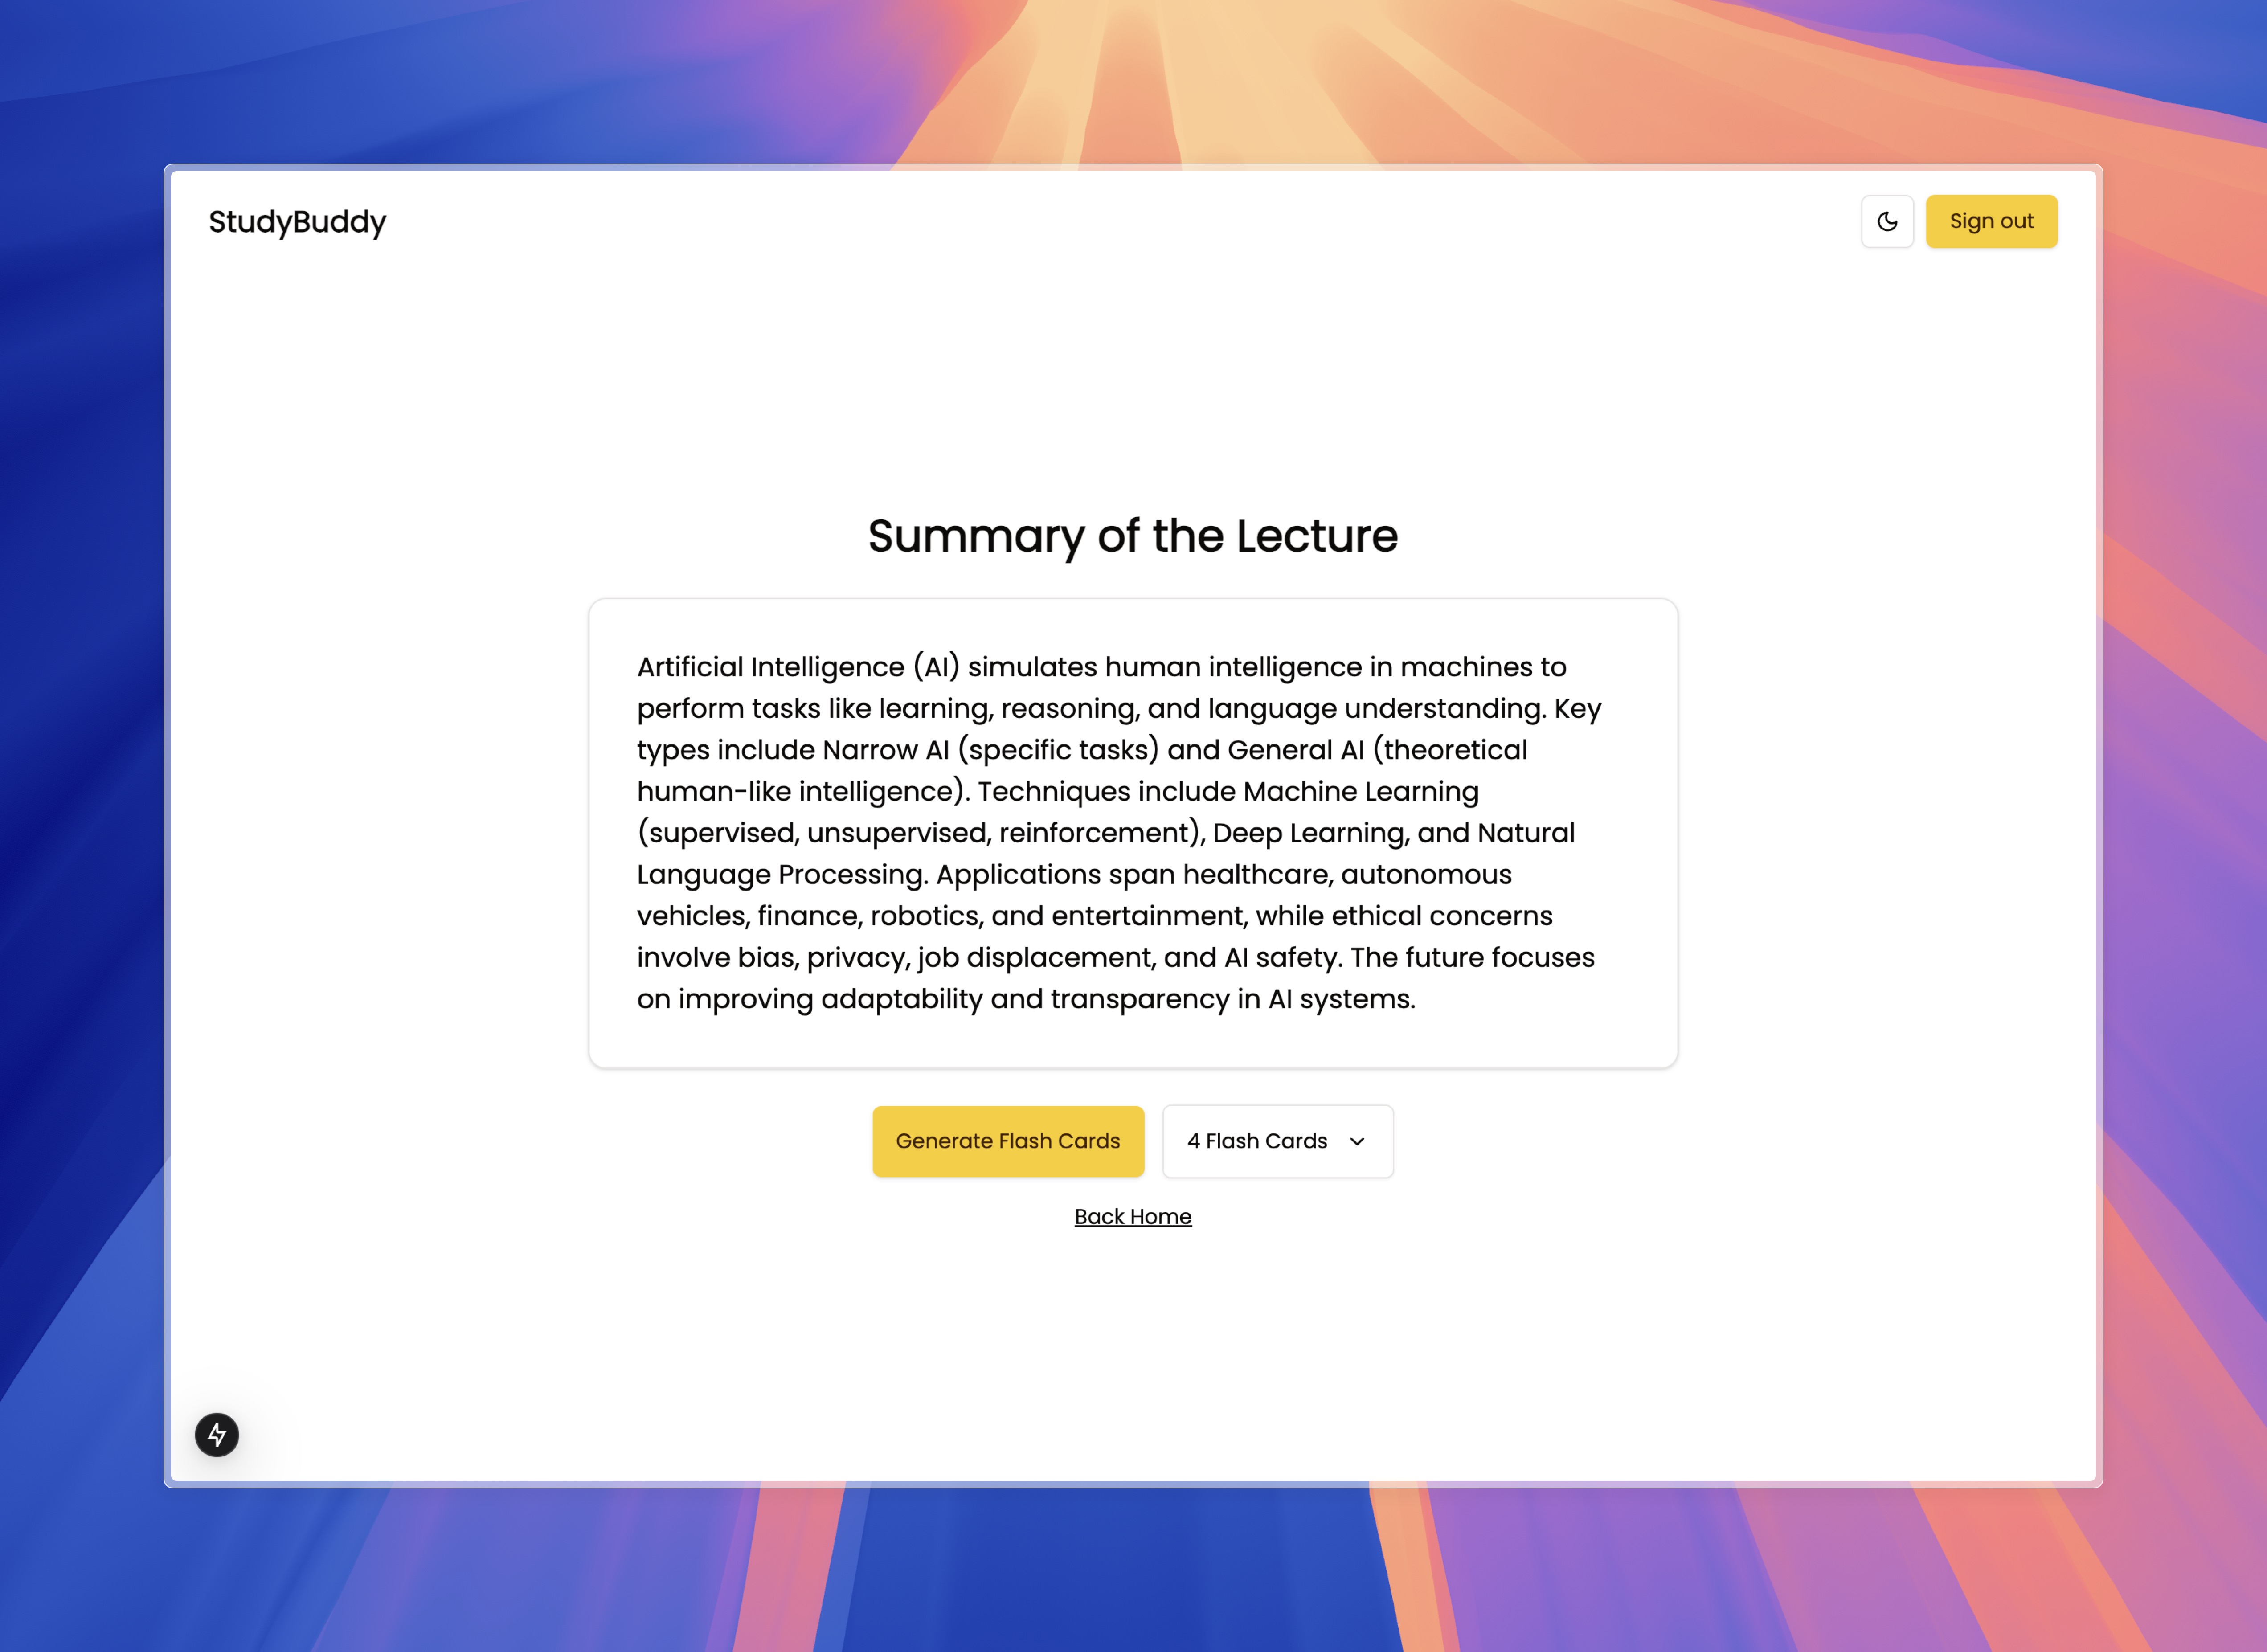 StudyBuddy
Sign out
Summary of the Lecture
Artificial Intelligence (AI) simulates human intelligence in machines to
perform tasks like learning, reasoning, and language understanding. Key
types include Narrow AI (specific tasks) and General AI (theoretical
human-like intelligence). Techniques include Machine Learning
(supervised, unsupervised, reinforcement), Deep Learning, and Natural
Language Processing. Applications span healthcare, autonomous
vehicles, finance, robotics, and entertainment, while ethical concerns
involve bias, privacy, job displacement, and AI safety. The future focuses
on improving adaptability and transparency in AI systems.
Generate Flash Cards
4 Flash Cards
Back Home